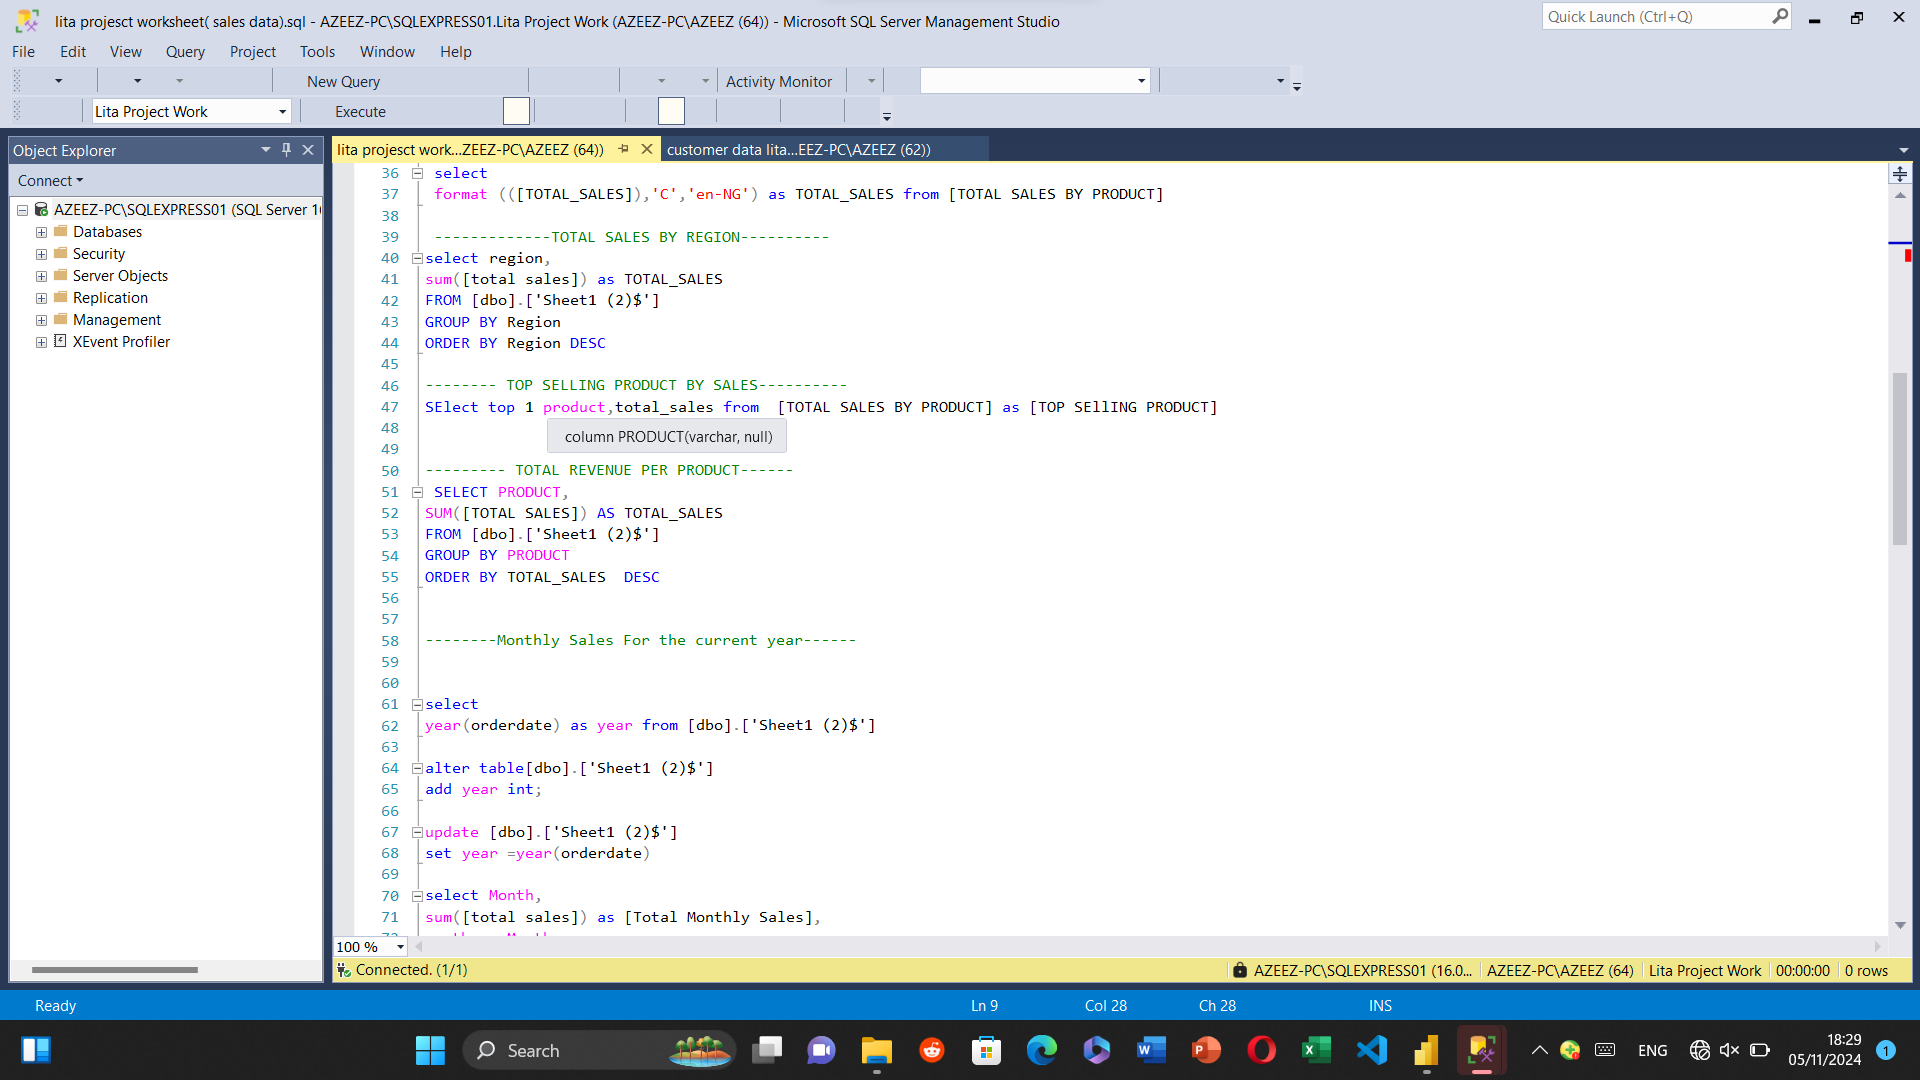 lita projesct worksheet( sales data).sql - AZEEZ-PC\SQLEXPRESS01.Lita Project Work (AZEEZ-PC\AZEEZ (64)) - Microsoft SQL Server Management Studio
Quick Launch (Ctrl+Q)
File Edit View Query Project Tools Window Help
New Query Activity Monitor
Lita Project Work Execute
Object Explorer
Connect
AZEEZ-PC\SQLEXPRESS01 (SQL Server 1
Databases
Security
Server Objects
Replication
Management
XEvent Profiler
lita projesct work...ZEEZ-PC\AZEEZ (64)) customer data lita...EEZ-PC\AZEEZ (62))
36 select
37 format (([TOTAL_SALES]),'C','en-NG') as TOTAL_SALES from [TOTAL SALES BY PRODUCT]
38
39 -------------TOTAL SALES BY REGION----------
40 select region,
41 sum([total sales]) as TOTAL_SALES
42 FROM [dbo].['Sheet1 (2)$']
43 GROUP BY Region
44 ORDER BY Region DESC
45
46 -------- TOP SELLING PRODUCT BY SALES----------
47 SElect top 1 product,total_sales from  [TOTAL SALES BY PRODUCT] as [TOP SEllING PRODUCT]
48
column PRODUCT(varchar, null)
49
50 --------- TOTAL REVENUE PER PRODUCT------
51 SELECT PRODUCT,
52 SUM([TOTAL SALES]) AS TOTAL_SALES
53 FROM [dbo].['Sheet1 (2)$']
54 GROUP BY PRODUCT
55 ORDER BY TOTAL_SALES  DESC
56
57
58 --------Monthly Sales For the current year------
59
60
61 select
62 year(orderdate) as year from [dbo].['Sheet1 (2)$']
63
64 alter table[dbo].['Sheet1 (2)$']
65 add year int;
66
67 update [dbo].['Sheet1 (2)$']
68 set year =year(orderdate)
69
70 select Month,
71 sum([total sales]) as [Total Monthly Sales],
100 %
Connected. (1/1) AZEEZ-PC\SQLEXPRESS01 (16.0... AZEEZ-PC\AZEEZ (64) Lita Project Work 00:00:00 0 rows
Ready Ln 9 Col 28 Ch 28 INS
Search ENG 18:29
05/11/2024 1